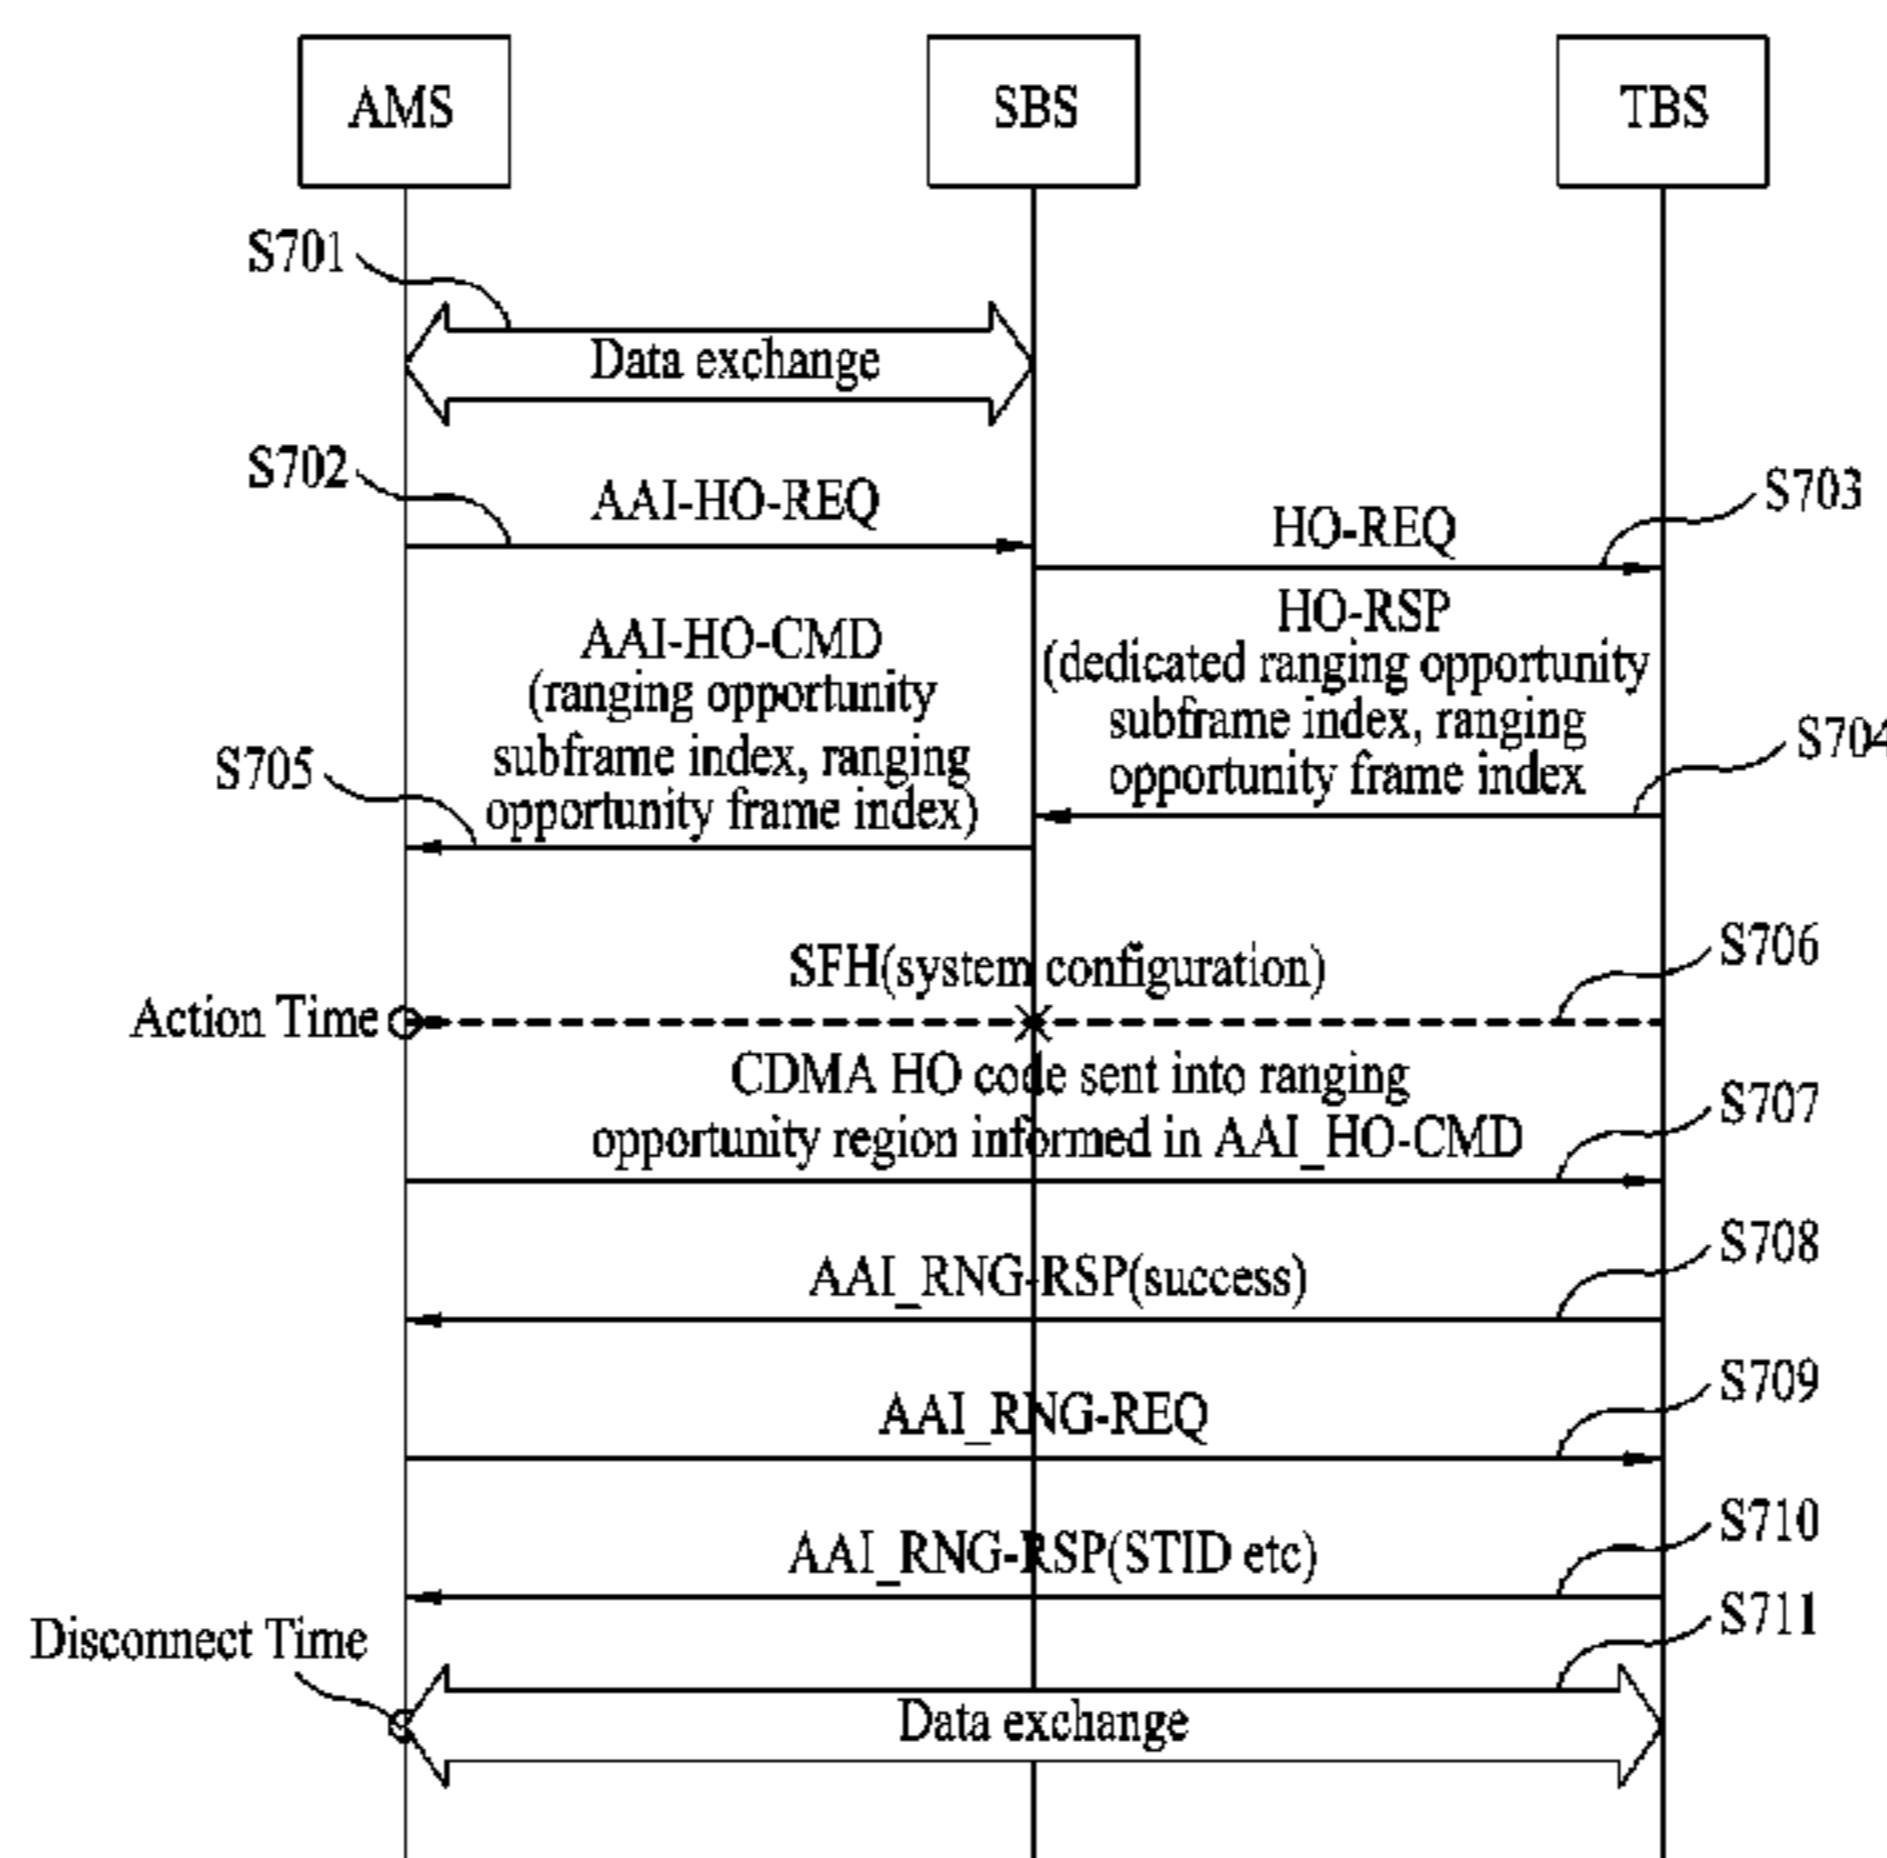 AMS
SBS
TBS
S701
Data exchange
S702
AAI-HO-REQ
HO-REQ
S703
HO-RSP
(dedicated ranging opportunity
subframe index, ranging
opportunity frame index
S704
AAI-HO-CMD
(ranging opportunity
subframe index, ranging
opportunity frame index)
S705
SFH(system configuration)
S706
Action Time
CDMA HO code sent into ranging
opportunity region informed in AAI_HO-CMD
S707
AAI_RNG-RSP(success)
S708
AAI_RNG-REQ
S709
AAI_RNG-RSP(STID etc)
S710
S711
Disconnect Time
Data exchange